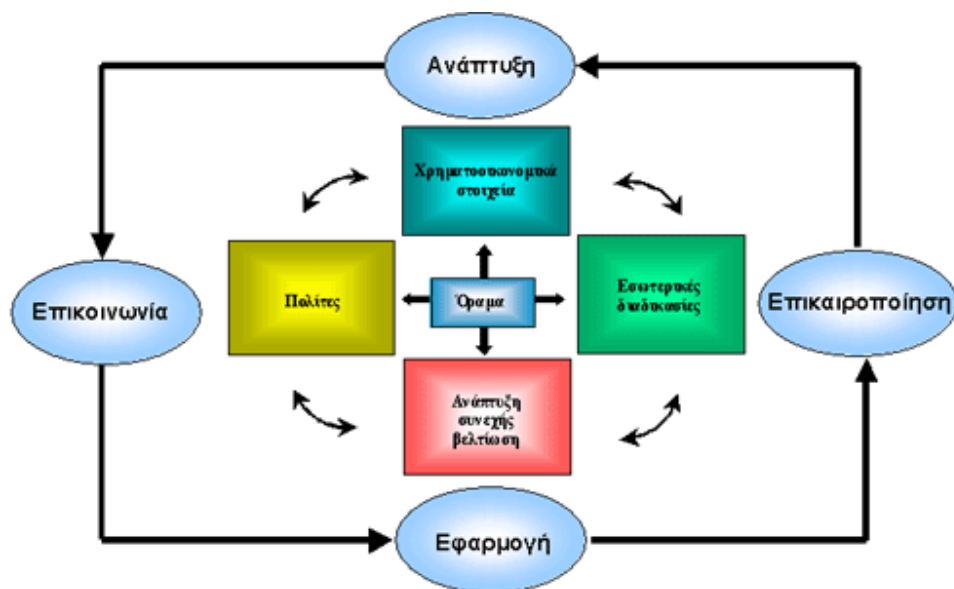 Ανάπτυξη
Χρηματοοικονομικά
στοιχεία
Επικοινωνία
Πολίτες
Όραμα
Εσωτερικές
διαδικασίες
Επικαιροποίηση
Ανάπτυξη
συνεχής
βελτίωση
Εφαρμογή